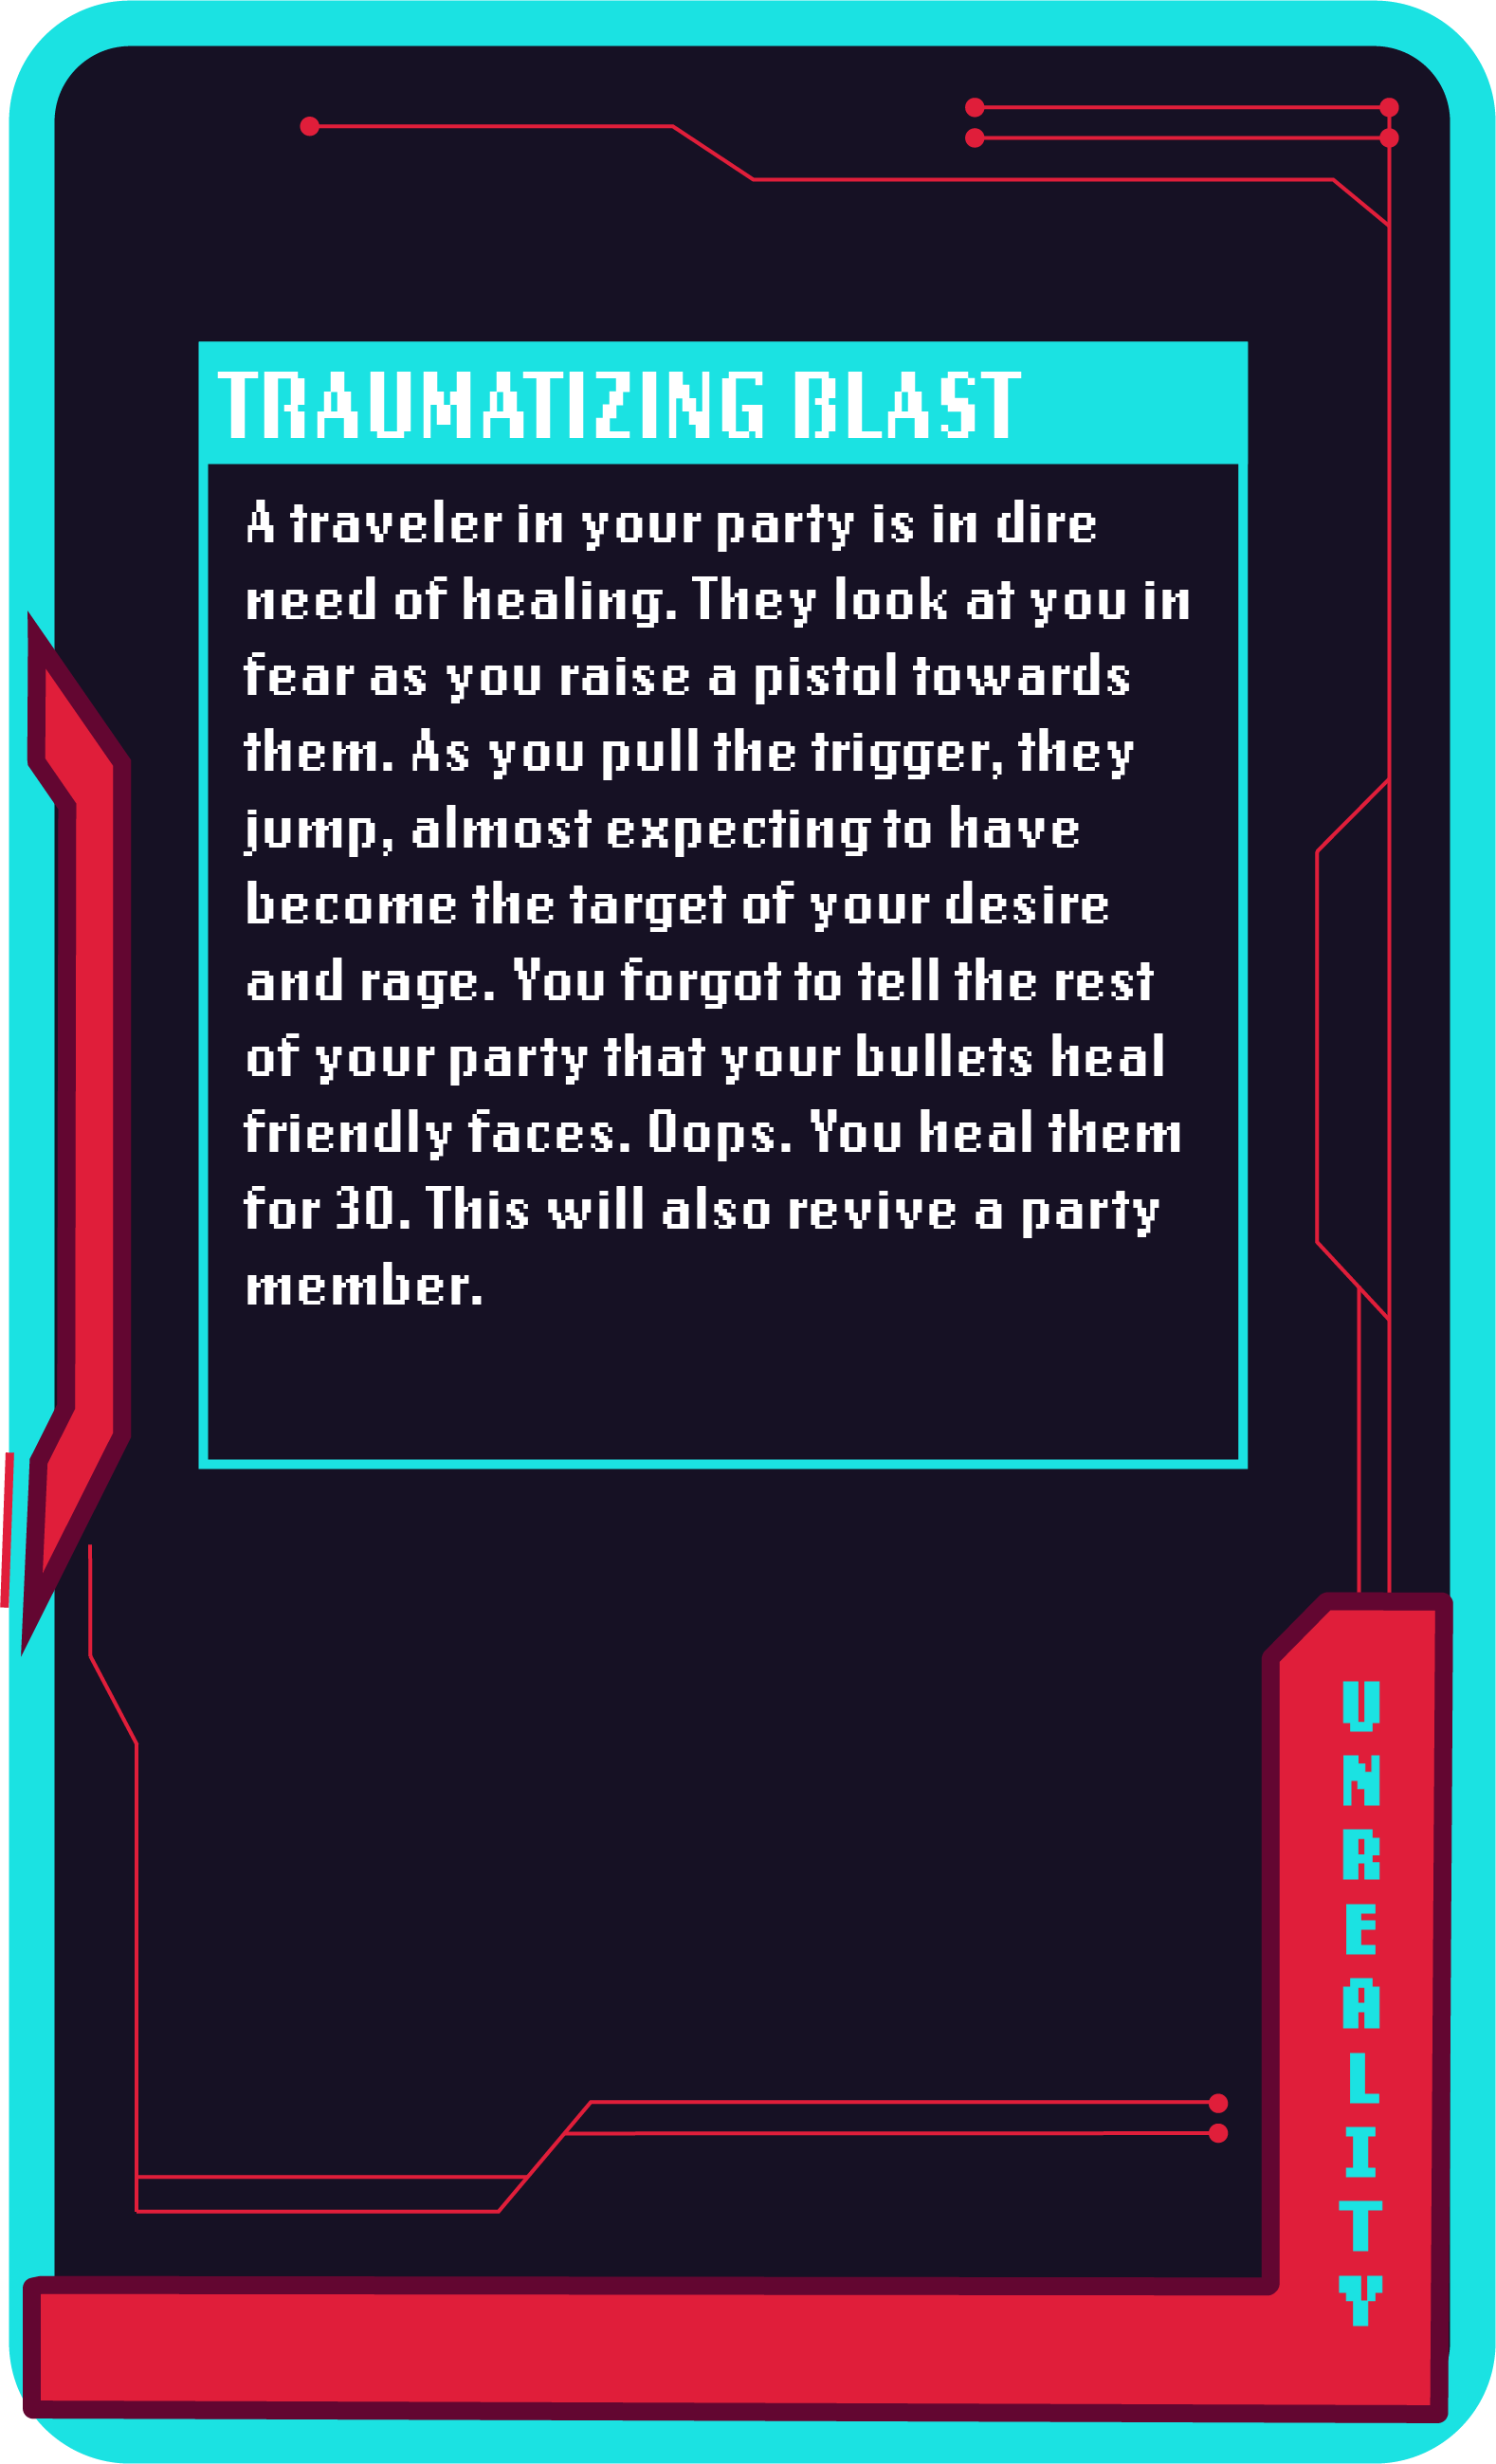 TRAUMATIZING BLAST
A traveler in your party is in dire
need of healing. They look at you in
fear as you raise a pistol towards
them. As you pull the trigger, they
jump, almost expecting to have
become the target of your desire
and rage. You forgot to tell the rest
of your party that your bullets heal
friendly faces. Oops. You heal them
for 30. This will also revive a party
member.
UNREALITY